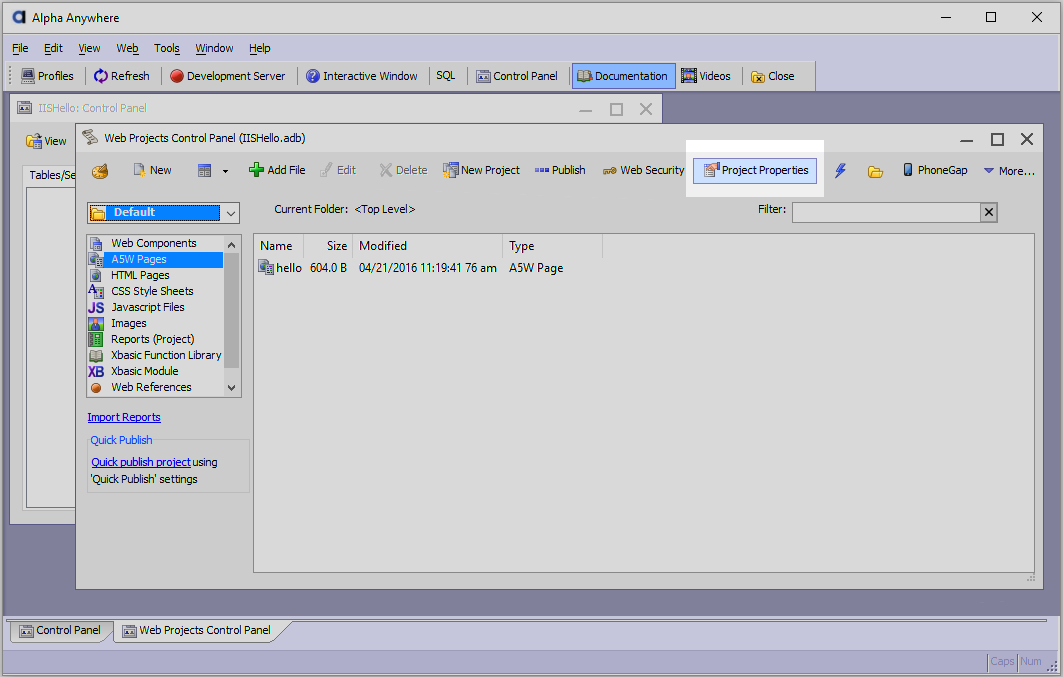 Alpha Anywhere
File Edit View Web Tools Window Help
Profiles Refresh Development Server Interactive Window SQL Control Panel Documentation Videos Close
IISHello: Control Panel
View
Tables/Se
Web Projects Control Panel (IISHello.adb)
New Add File Edit Delete New Project Publish Web Security Project Properties PhoneGap More...
Default
Current Folder: <Top Level>
Filter:
Web Components
A5W Pages
HTML Pages
CSS Style Sheets
JS Javascript Files
Images
Reports (Project)
Xbasic Function Library
XB Xbasic Module
Web References
Name Size Modified Type
hello 604.0 B 04/21/2016 11:19:41 76 am A5W Page
Import Reports
Quick Publish
Quick publish project using
'Quick Publish' settings
Control Panel Web Projects Control Panel
Caps Num